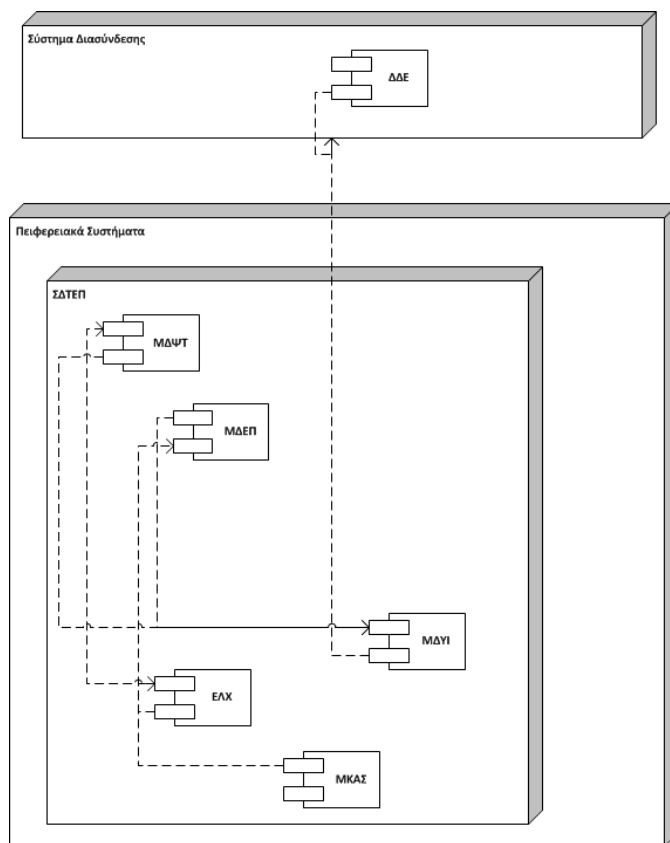 Σύστημα Διασύνδεσης
ΔΔΕ
Πειφερειακά Συστήματα
ΣΔΤΕΠ
ΜΔΨΤ
ΜΔΕΠ
ΜΔΥΙ
ΕΛΧ
ΜΚΑΣ